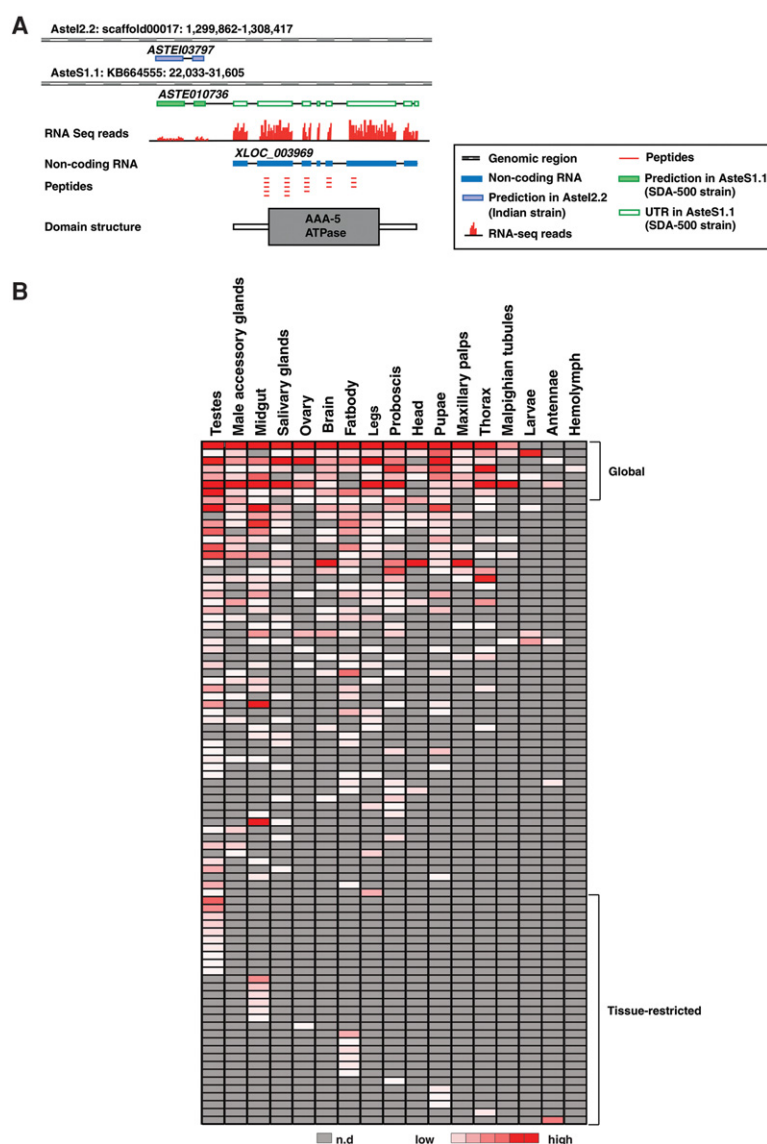 A
Astel2.2: scaffold00017: 1,299,862-1,308,417
ASTEI03797
AsteS1.1: KB664555: 22,033-31,605
ASTE010736
RNA Seq reads
XLOC_003969
Non-coding RNA
Peptides
Domain structure
AAA-5
ATPase
Genomic region
Non-coding RNA
Prediction in Astel2.2
(Indian strain)
RNA-seq reads
Peptides
Prediction in AsteS1.1
(SDA-500 strain)
UTR in AsteS1.1
(SDA-500 strain)
B
Testes
Male accessory glands
Midgut
Salivary glands
Ovary
Brain
Fatbody
Legs
Proboscis
Head
Pupae
Maxillary palps
Thorax
Malpighian tubules
Larvae
Antennae
Hemolymph
Global
Tissue-restricted
n.d
low
high